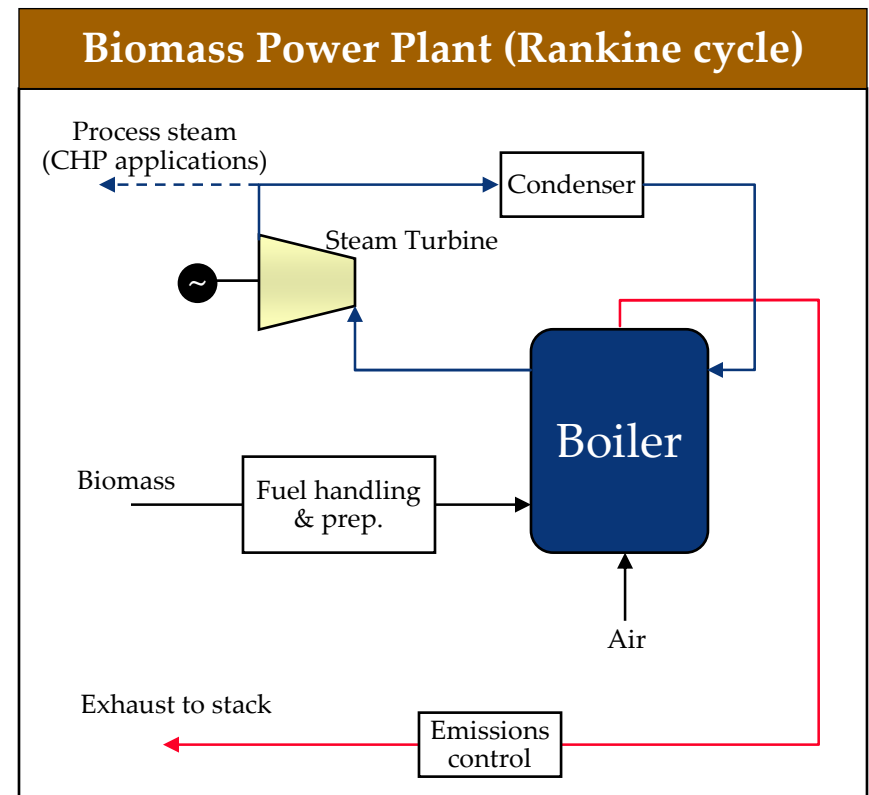 Biomass Power Plant (Rankine cycle)
Process steam
(CHP applications)
Condenser
Steam Turbine
~
Boiler
Biomass
Fuel handling
& prep.
Air
Exhaust to stack
Emissions
control